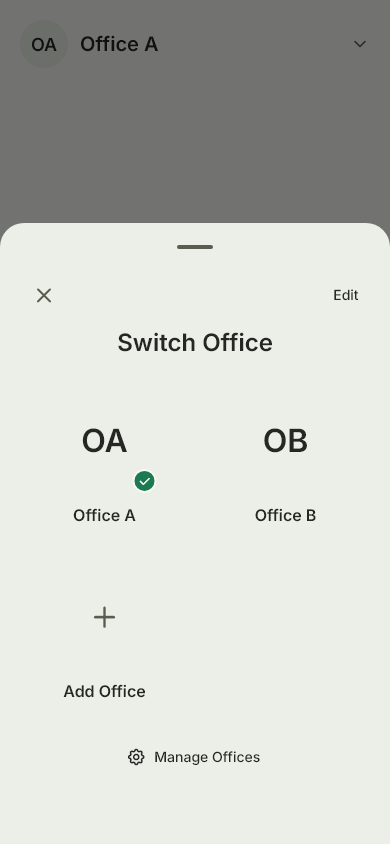 OA Office A
Edit
Switch Office
OA OB
Office A Office B
Add Office
Manage Offices